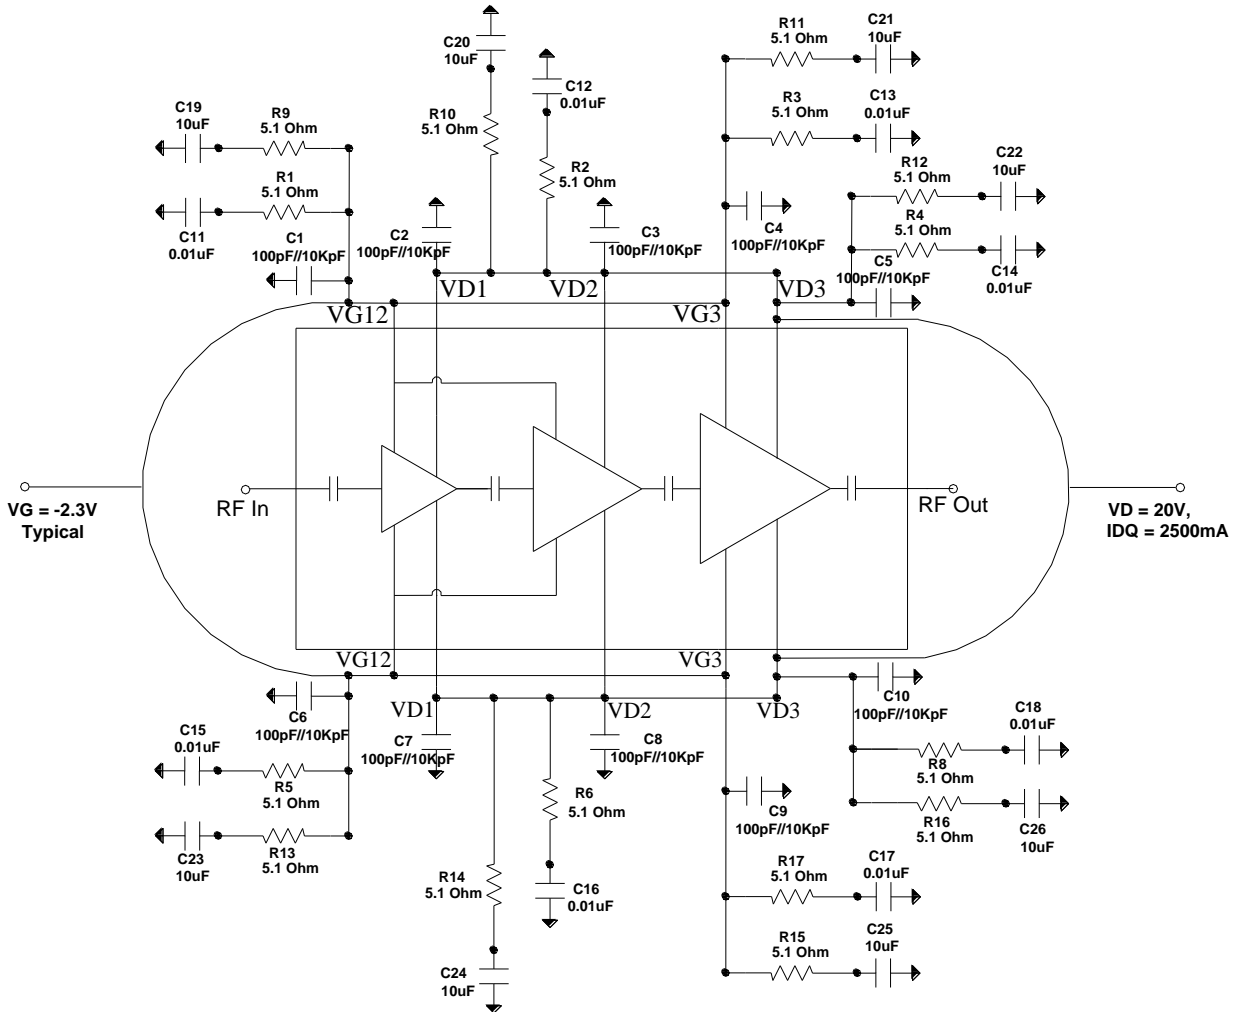 C20
10uF
C12
0.01uF
R10
5.1 Ohm
R2
5.1 Ohm
R11
5.1 Ohm
C21
10uF
R3
5.1 Ohm
C13
0.01uF
C19
10uF
R9
5.1 Ohm
R1
5.1 Ohm
C11
0.01uF
C1
100pF//10KpF
C2
100pF//10KpF
C3
100pF//10KpF
C4
100pF//10KpF
R12
5.1 Ohm
C22
10uF
R4
5.1 Ohm
C14
0.01uF
C5
100pF//10KpF
VD1
VD2
VD3
VG12
VG3
VG = -2.3V
Typical
RF In
RF Out
VD = 20V,
IDQ = 2500mA
VG12
VG3
VD1
VD2
VD3
C6
100pF//10KpF
C7
100pF//10KpF
C8
100pF//10KpF
C10
100pF//10KpF
C15
0.01uF
R5
5.1 Ohm
C23
10uF
R13
5.1 Ohm
R6
5.1 Ohm
R14
5.1 Ohm
C16
0.01uF
C24
10uF
C9
100pF//10KpF
C18
0.01uF
R8
5.1 Ohm
R16
5.1 Ohm
C26
10uF
R17
5.1 Ohm
C17
0.01uF
R15
5.1 Ohm
C25
10uF